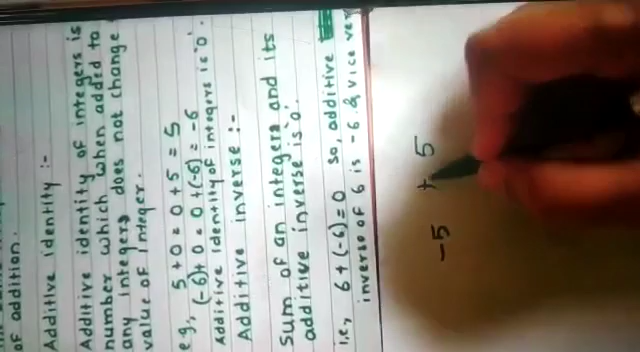 of addition.
Additive identity :-
Additive identity of integers is
number which when added to
any integers does not change
value of integer.
e.g., 5+0 = 0+5 = 5
(-6)+0 = 0+(-6) = -6
Additive identity of integers is '0'.
Additive inverse :-
Sum of an integers and its
additive inverse is '0'.
i.e., 6+(-6)=0 so, additive
inverse of 6 is -6 & vice ver
-5 + 5